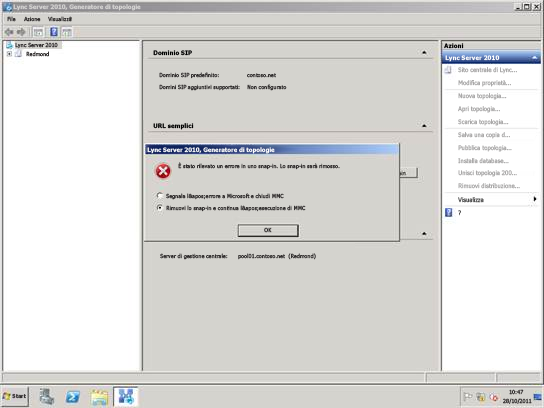 Lync Server 2010, Generatore di topologie
File Azione Visualizza
Lync Server 2010
Redmond
Dominio SIP
Dominio SIP predefinito: contoso.net
Domini SIP aggiuntivi supportati: Non configurato
URL semplici
Lync Server 2010, Generatore di topologie
È stato rilevato un errore in uno snap-in. Lo snap-in sarà rimosso.
Segnala l&apos;errore a Microsoft e chiudi MMC
Rimuovi lo snap-in e continua l&apos;esecuzione di MMC
OK
Server di gestione centrale: pool01.contoso.net (Redmond)
Azioni
Lync Server 2010
Sito centrale di Lync...
Modifica proprietà...
Nuova topologia...
Apri topologia...
Scarica topologia...
Salva una copia d...
Pubblica topologia...
Installa database...
Unisci topologia 200...
Rimuovi distribuzione...
Visualizza
?
Start
10:47
28/10/2011